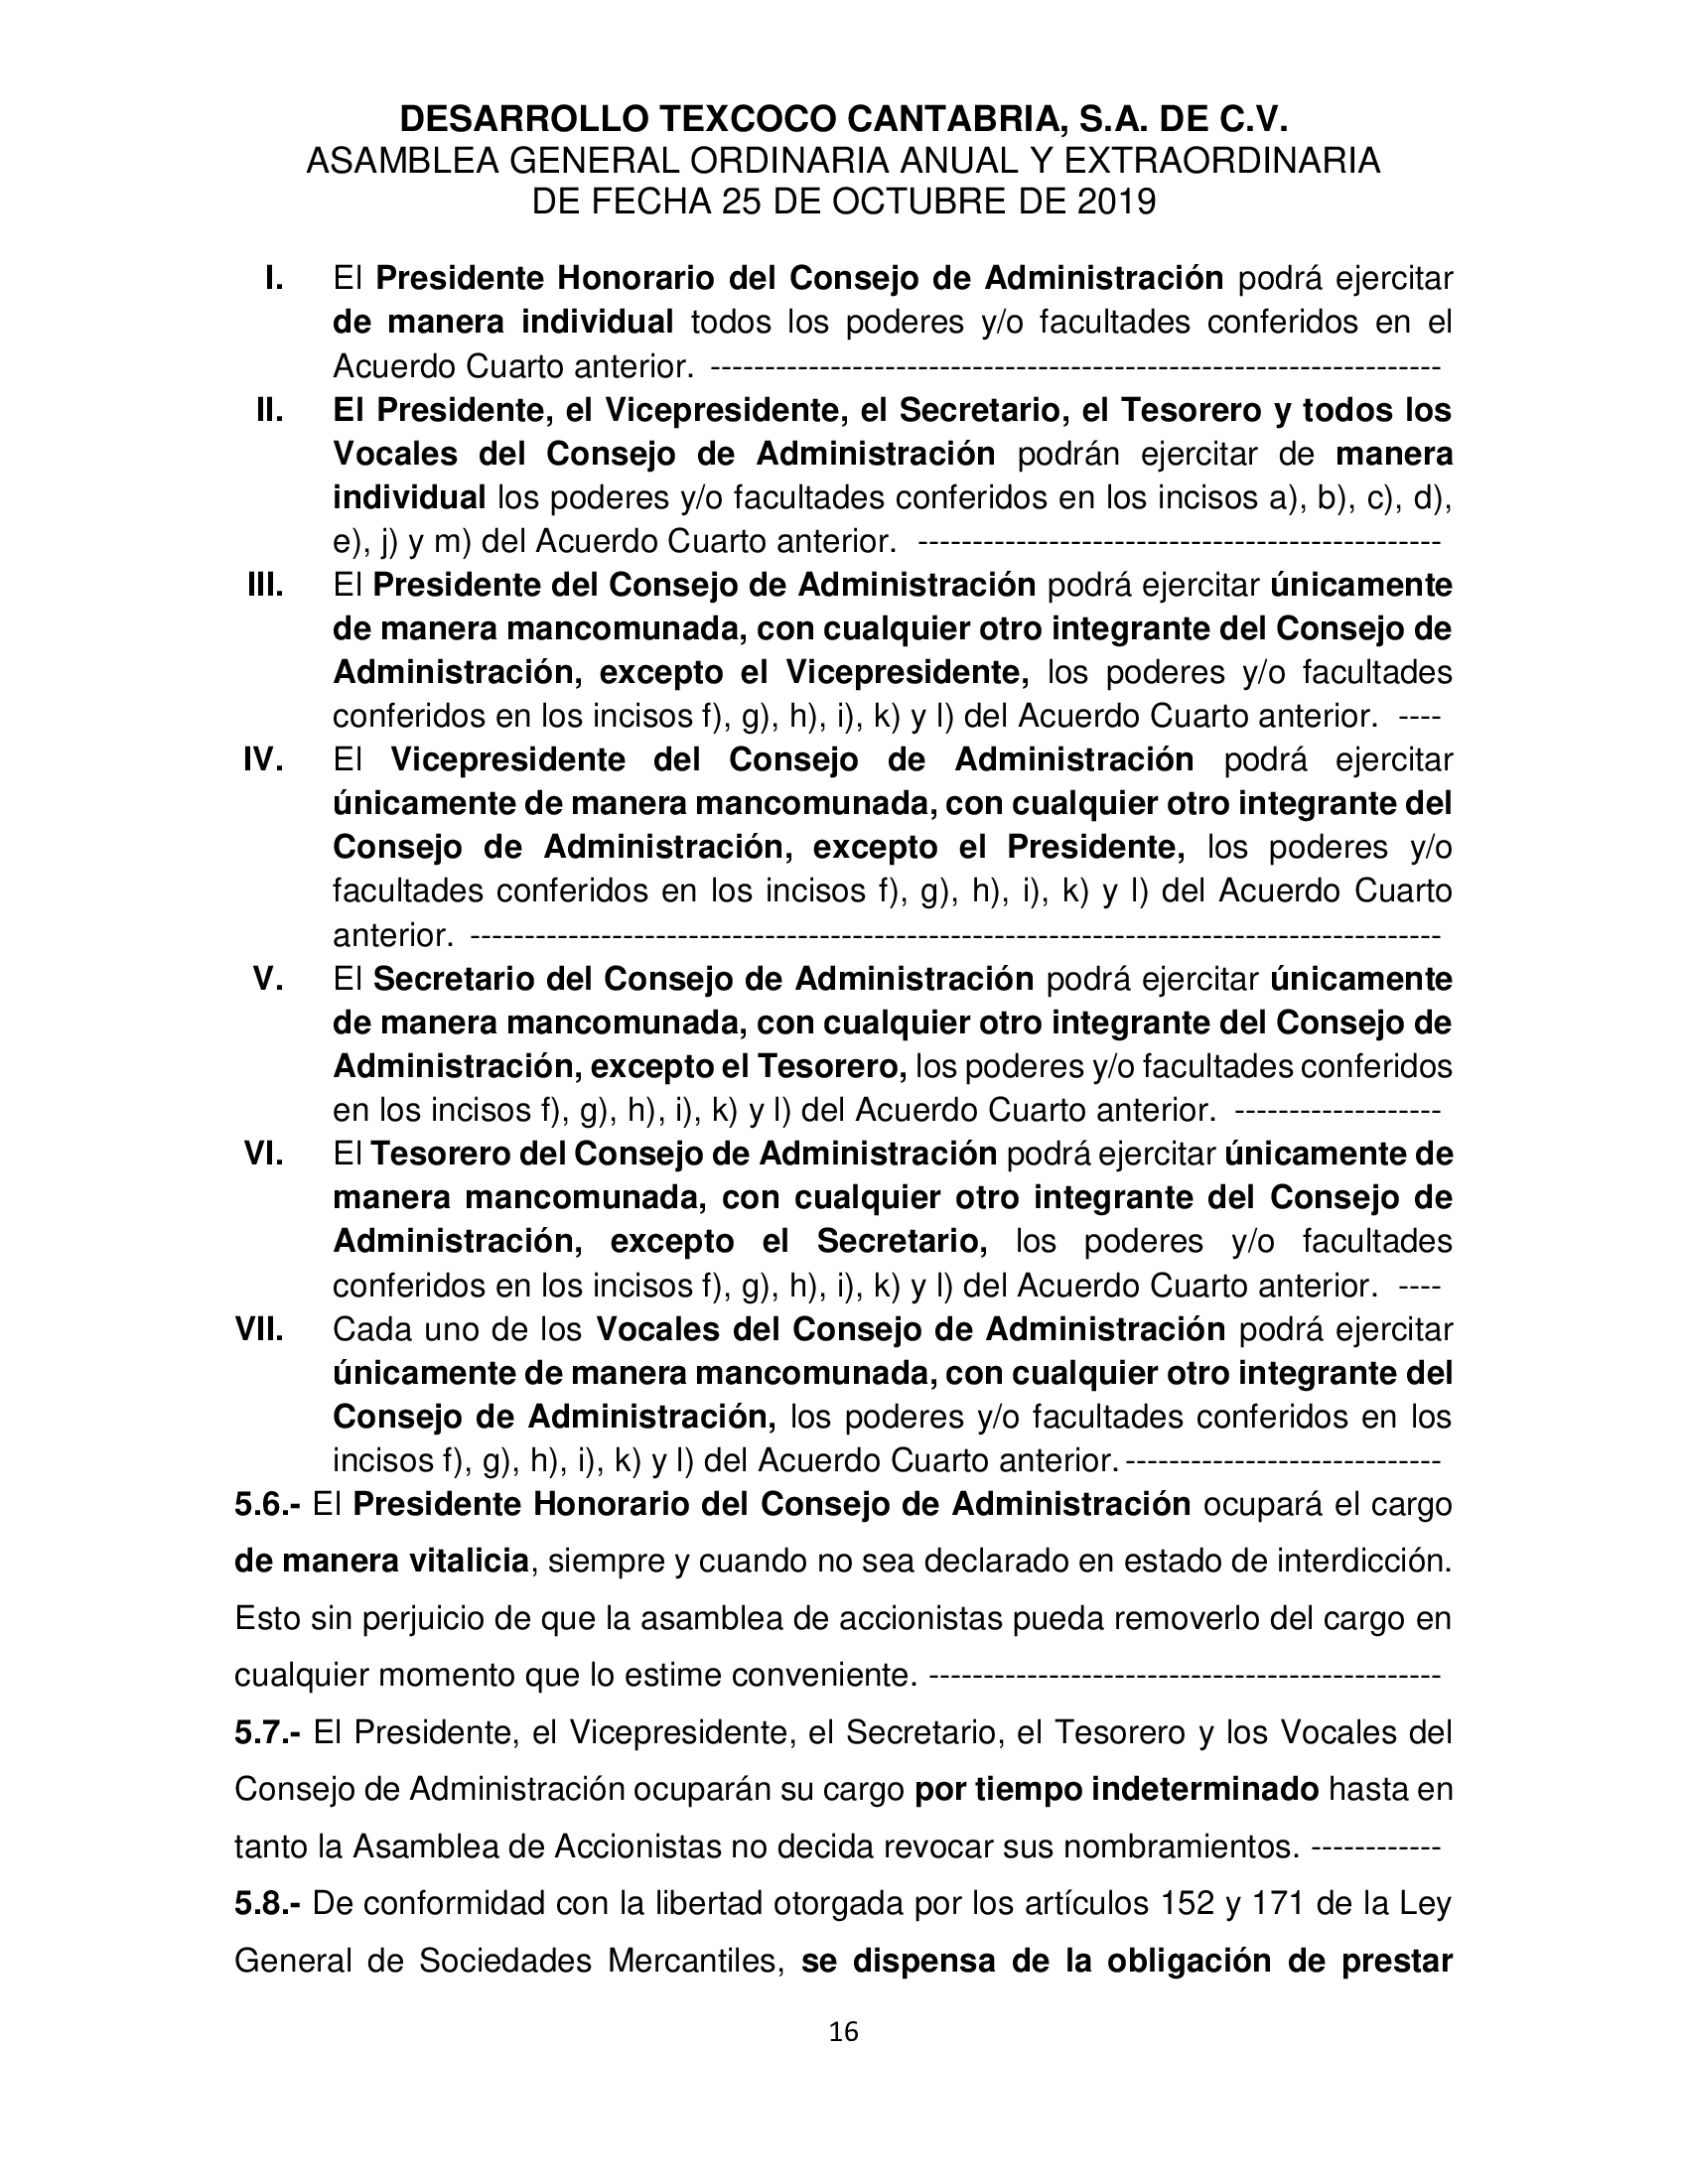 DESARROLLO TEXCOCO CANTABRIA, S.A. DE C.V.
ASAMBLEA GENERAL ORDINARIA ANUAL Y EXTRAORDINARIA
DE FECHA 25 DE OCTUBRE DE 2019
I. El Presidente Honorario del Consejo de Administración podrá ejercitar
de manera individual todos los poderes y/o facultades conferidos en el
Acuerdo Cuarto anterior. -------------------------------------------------------------------
II. El Presidente, el Vicepresidente, el Secretario, el Tesorero y todos los
Vocales del Consejo de Administración podrán ejercitar de manera
individual los poderes y/o facultades conferidos en los incisos a), b), c), d),
e), j) y m) del Acuerdo Cuarto anterior. ------------------------------------------------
III. El Presidente del Consejo de Administración podrá ejercitar únicamente
de manera mancomunada, con cualquier otro integrante del Consejo de
Administración, excepto el Vicepresidente, los poderes y/o facultades
conferidos en los incisos f), g), h), i), k) y l) del Acuerdo Cuarto anterior. ----
IV. El Vicepresidente del Consejo de Administración podrá ejercitar
únicamente de manera mancomunada, con cualquier otro integrante del
Consejo de Administración, excepto el Presidente, los poderes y/o
facultades conferidos en los incisos f), g), h), i), k) y l) del Acuerdo Cuarto
anterior. -----------------------------------------------------------------------------------------
V. El Secretario del Consejo de Administración podrá ejercitar únicamente
de manera mancomunada, con cualquier otro integrante del Consejo de
Administración, excepto el Tesorero, los poderes y/o facultades conferidos
en los incisos f), g), h), i), k) y l) del Acuerdo Cuarto anterior. -------------------
VI. El Tesorero del Consejo de Administración podrá ejercitar únicamente de
manera mancomunada, con cualquier otro integrante del Consejo de
Administración, excepto el Secretario, los poderes y/o facultades
conferidos en los incisos f), g), h), i), k) y l) del Acuerdo Cuarto anterior. ----
VII. Cada uno de los Vocales del Consejo de Administración podrá ejercitar
únicamente de manera mancomunada, con cualquier otro integrante del
Consejo de Administración, los poderes y/o facultades conferidos en los
incisos f), g), h), i), k) y l) del Acuerdo Cuarto anterior. -----------------------------
5.6.- El Presidente Honorario del Consejo de Administración ocupará el cargo
de manera vitalicia, siempre y cuando no sea declarado en estado de interdicción.
Esto sin perjuicio de que la asamblea de accionistas pueda removerlo del cargo en
cualquier momento que lo estime conveniente. -----------------------------------------------
5.7.- El Presidente, el Vicepresidente, el Secretario, el Tesorero y los Vocales del
Consejo de Administración ocuparán su cargo por tiempo indeterminado hasta en
tanto la Asamblea de Accionistas no decida revocar sus nombramientos. ------------
5.8.- De conformidad con la libertad otorgada por los artículos 152 y 171 de la Ley
General de Sociedades Mercantiles, se dispensa de la obligación de prestar
16